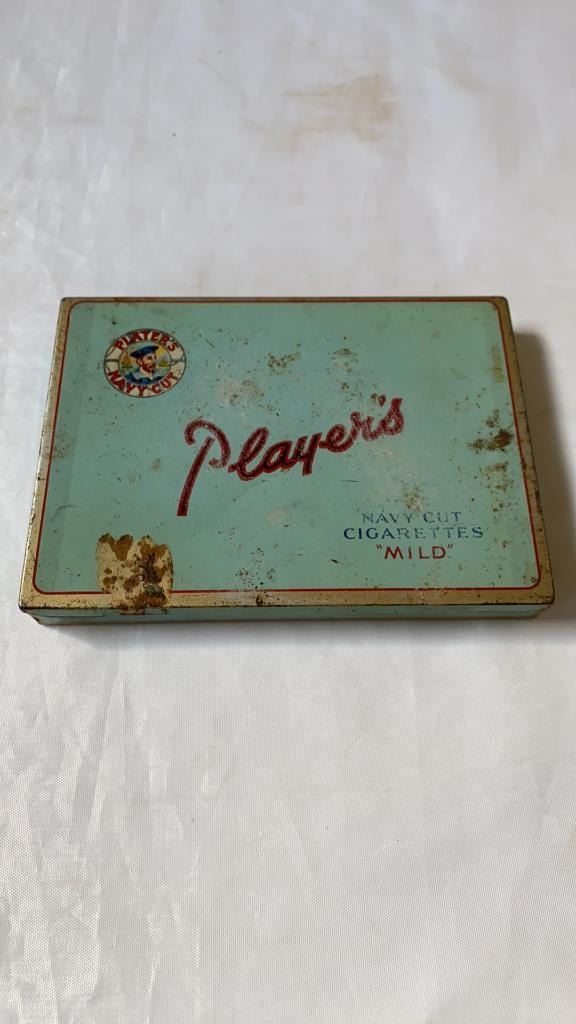 PLAYER'S
NAVY CUT
Player's
NAVY CUT
CIGARETTES
"MILD"